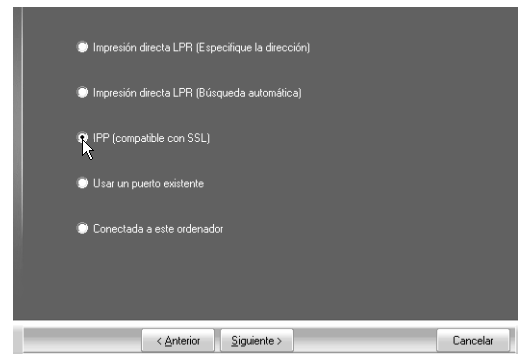 Impresión directa LPR (Especifique la dirección)
Impresión directa LPR (Búsqueda automática)
IPP (compatible con SSL)
Usar un puerto existente
Conectada a este ordenador
< Anterior Siguiente > Cancelar